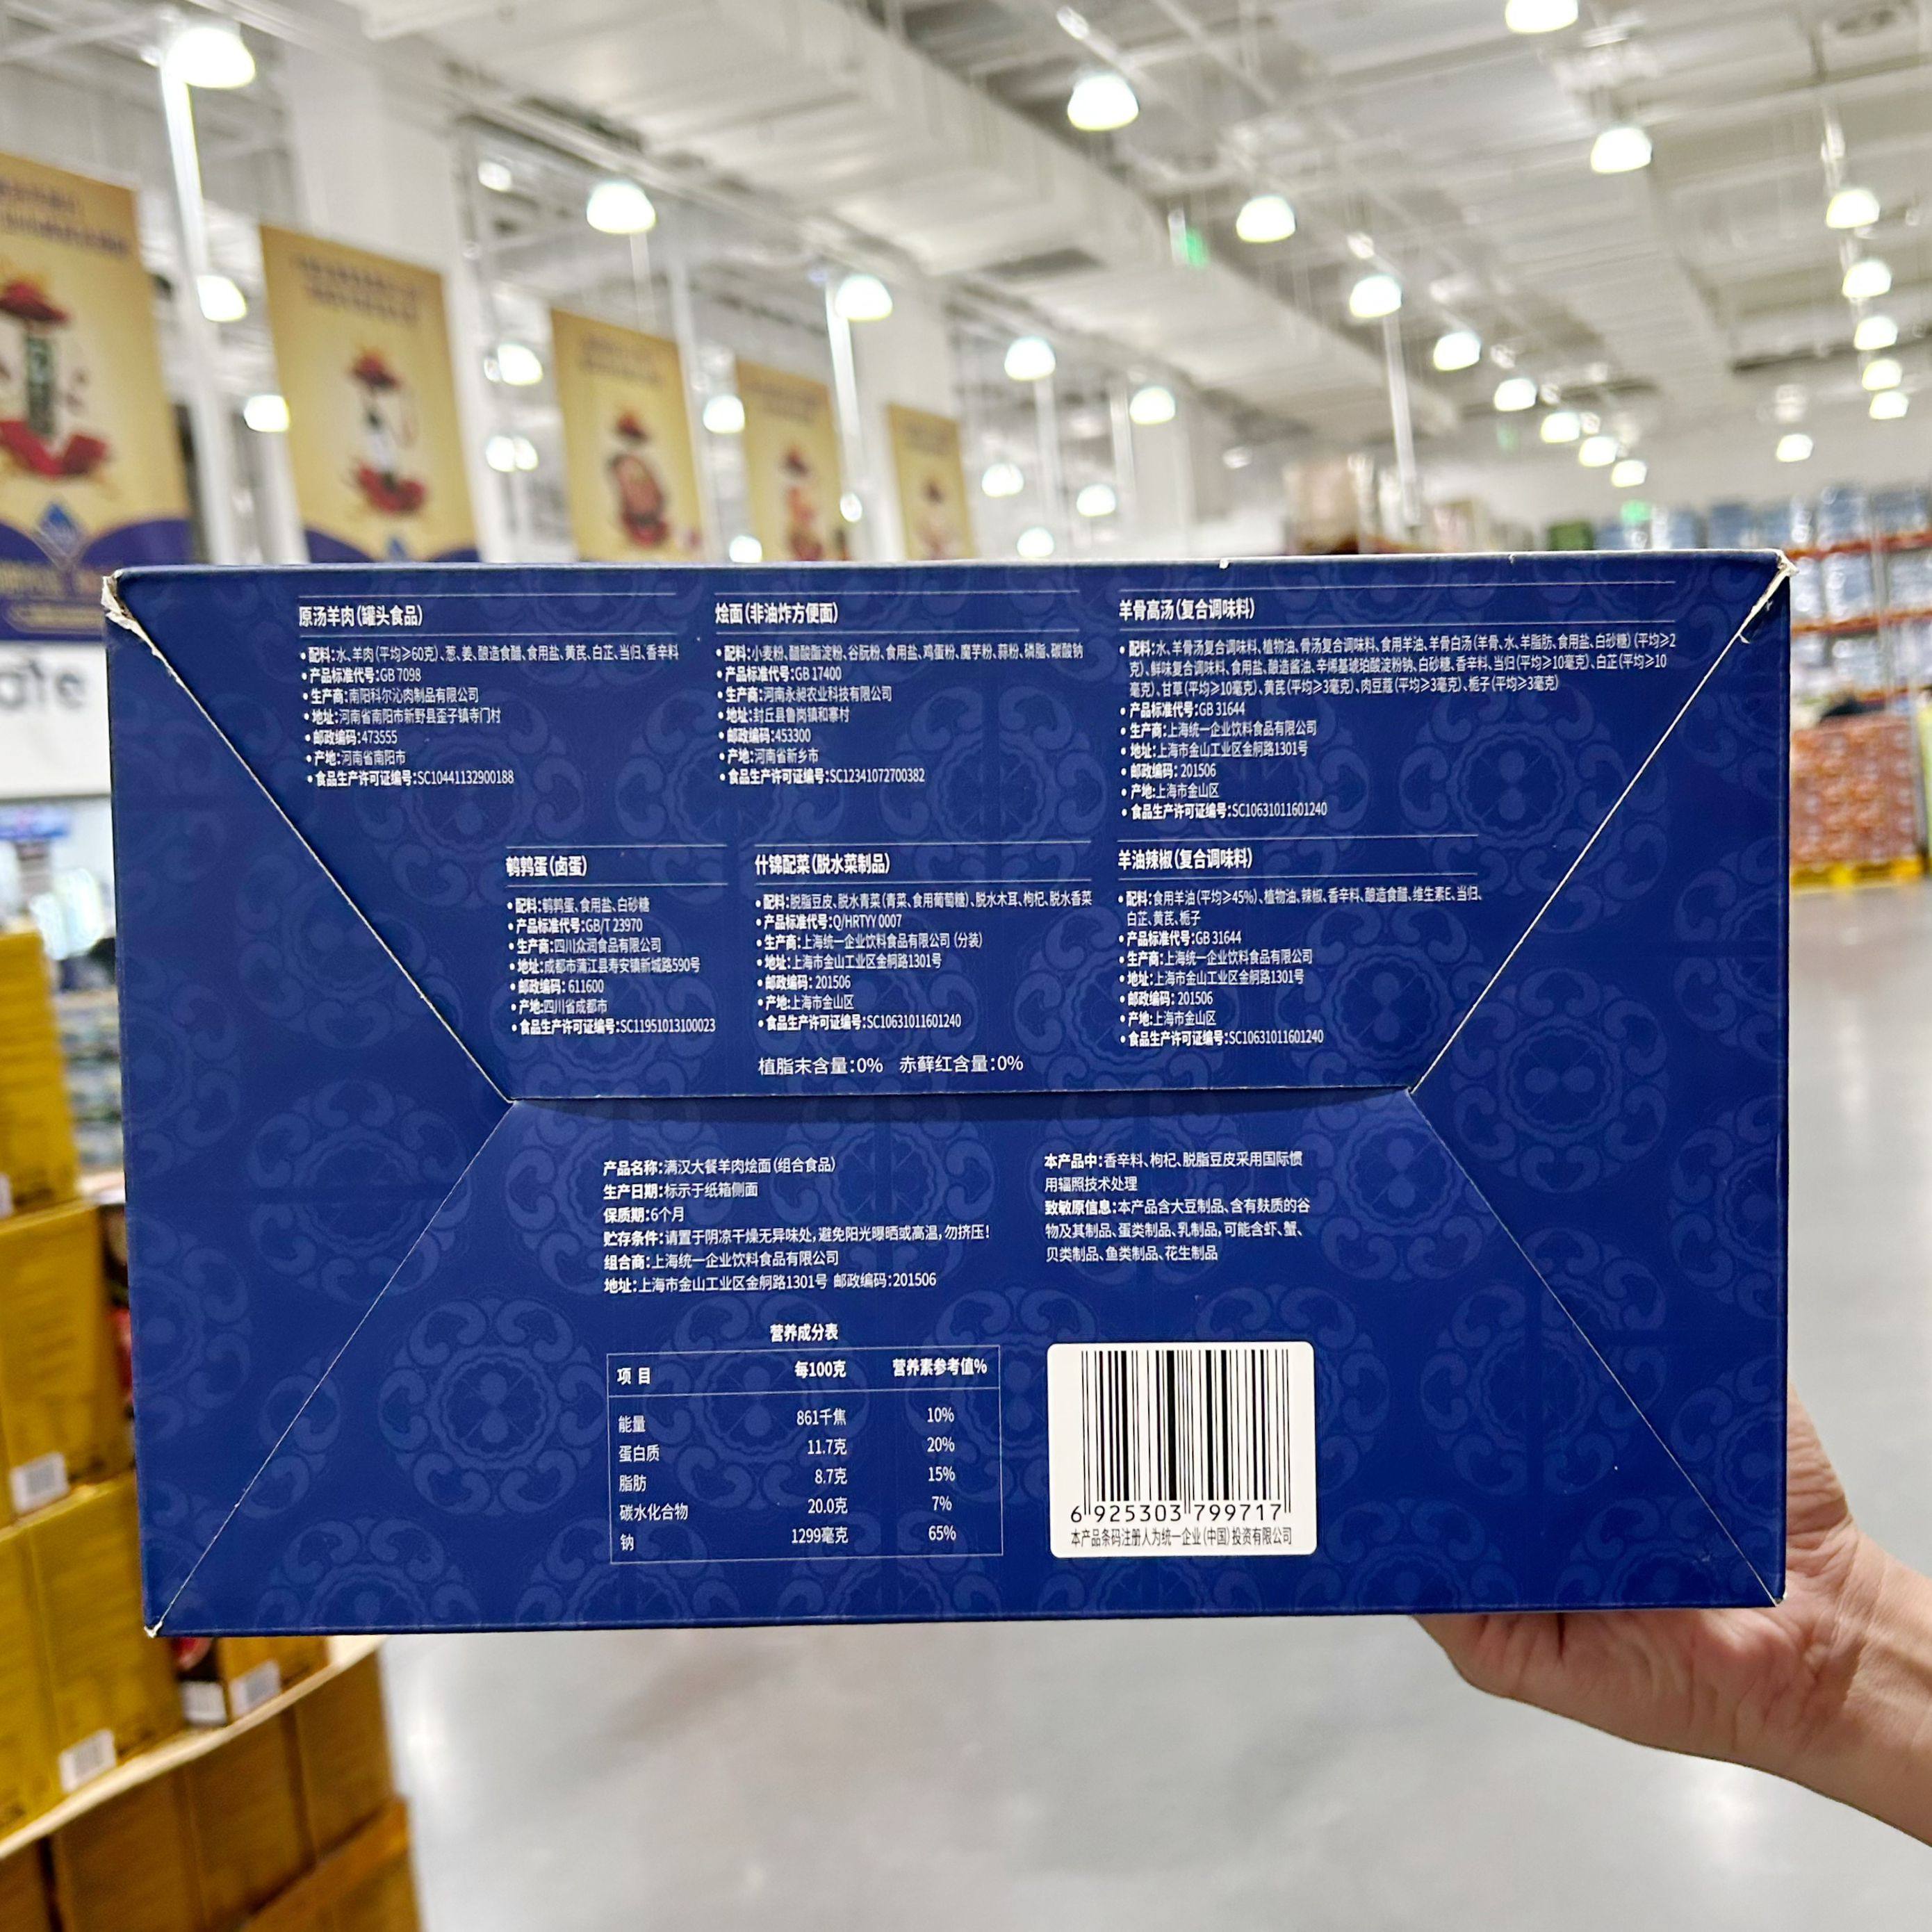 ate
原汤羊肉(罐头食品)
•配料:水、羊肉(平均≥60克)、葱、姜、酿造食醋、食用盐、黄芪、白芷、当归、香辛料
•产品标准代号:GB 7098
•生产商:南阳科尔沁肉制品有限公司
•地址:河南省南阳市新野县歪子镇寺门村
•邮政编码:473555
•产地:河南省南阳市
•食品生产许可证编号:SC10441132900188
烩面(非油炸方便面)
•配料:小麦粉、醋酸酯淀粉、谷朊粉、食用盐、鸡蛋粉、魔芋粉、蒜粉、磷脂、碳酸钠
•产品标准代号:GB 17400
•生产商:河南永昶农业科技有限公司
•地址:封丘县鲁岗镇和寨村
•邮政编码:453300
•产地:河南省新乡市
•食品生产许可证编号:SC12341072700382
羊骨高汤(复合调味料)
•配料:水、羊骨汤复合调味料、植物油、骨汤复合调味料、食用羊油、羊骨白汤(羊骨、水、羊脂肪、食用盐、白砂糖)(平均≥2
克)、鲜味复合调味料、食用盐、酿造酱油、辛烯基琥珀酸淀粉钠、白砂糖、香辛料、当归(平均≥10毫克)、白芷(平均≥10
毫克)、甘草(平均≥10毫克)、黄芪(平均≥3毫克)、肉豆蔻(平均≥3毫克)、栀子(平均≥3毫克)
•产品标准代号:GB 31644
•生产商:上海统一企业饮料食品有限公司
•地址:上海市金山工业区金舸路1301号
•邮政编码:201506
•产地:上海市金山区
•食品生产许可证编号:SC10631011601240
鹌鹑蛋(卤蛋)
•配料:鹌鹑蛋、食用盐、白砂糖
•产品标准代号:GB/T 23970
•生产商:四川众润食品有限公司
•地址:成都市蒲江县寿安镇新城路590号
•邮政编码:611600
•产地:四川省成都市
•食品生产许可证编号:SC11951013100023
什锦配菜(脱水菜制品)
•配料:脱脂豆皮、脱水青菜(青菜、食用葡萄糖)、脱水木耳、枸杞、脱水香菜
•产品标准代号:Q/HRTYY 0007
•生产商:上海统一企业饮料食品有限公司(分装)
•地址:上海市金山工业区金舸路1301号
•邮政编码:201506
•产地:上海市金山区
•食品生产许可证编号:SC10631011601240
羊油辣椒(复合调味料)
•配料:食用羊油(平均≥45%)、植物油、辣椒、香辛料、酿造食醋、维生素E、当归、
白芷、黄芪、栀子
•产品标准代号:GB 31644
•生产商:上海统一企业饮料食品有限公司
•地址:上海市金山工业区金舸路1301号
•邮政编码:201506
•产地:上海市金山区
•食品生产许可证编号:SC10631011601240
植脂末含量:0% 赤藓红含量:0%
产品名称:满汉大餐羊肉烩面(组合食品)
生产日期:标示于纸箱侧面
保质期:6个月
贮存条件:请置于阴凉干燥无异味处,避免阳光曝晒或高温,勿挤压!
组合商:上海统一企业饮料食品有限公司
地址:上海市金山工业区金舸路1301号 邮政编码:201506
本产品中:香辛料、枸杞、脱脂豆皮采用国际惯
用辐照技术处理
致敏原信息:本产品含大豆制品、含有麸质的谷
物及其制品、蛋类制品、乳制品,可能含虾、蟹、
贝类制品、鱼类制品、花生制品
营养成分表
项目 每100克 营养素参考值%
能量 861千焦 10%
蛋白质 11.7克 20%
脂肪 8.7克 15%
碳水化合物 20.0克 7%
钠 1299毫克 65%
6 925303 799717
本产品条码注册人为统一企业(中国)投资有限公司